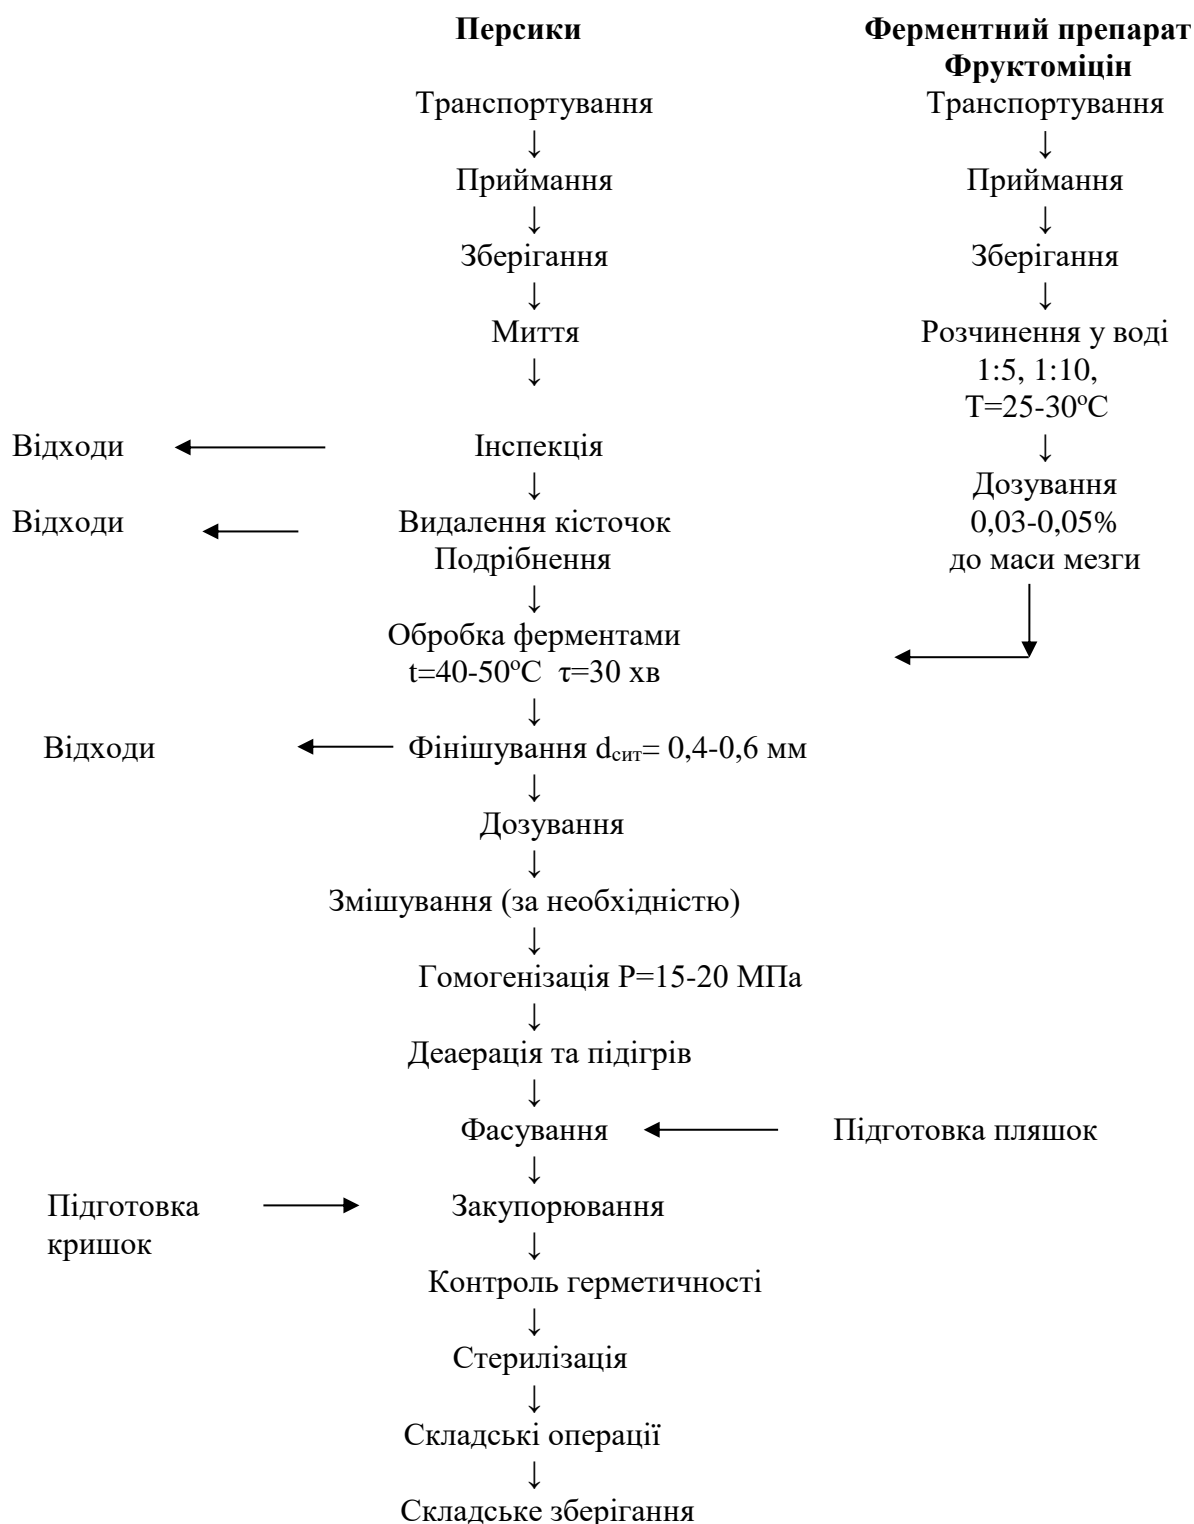 Персики
Ферментний препарат
Фруктоміцін
Транспортування
Транспортування
↓
↓
Приймання
Приймання
↓
↓
Зберігання
Зберігання
↓
↓
Миття
Розчинення у воді
↓
1:5, 1:10,
T=25-30ºC
Відходи
Інспекція
↓
↓
Дозування
Відходи
Видалення кісточок
0,03-0,05%
Подрібнення
до маси мезги
↓
Обробка ферментами
t=40-50ºC τ=30 хв
↓
Відходи
Фінішування dсит= 0,4-0,6 мм
↓
Дозування
↓
Змішування (за необхідністю)
↓
Гомогенізація P=15-20 МПа
↓
Деаерація та підігрів
↓
Фасування
Підготовка пляшок
↓
Підготовка
кришок
Закупорювання
↓
Контроль герметичності
↓
Стерилізація
↓
Складські операції
↓
Складське зберігання